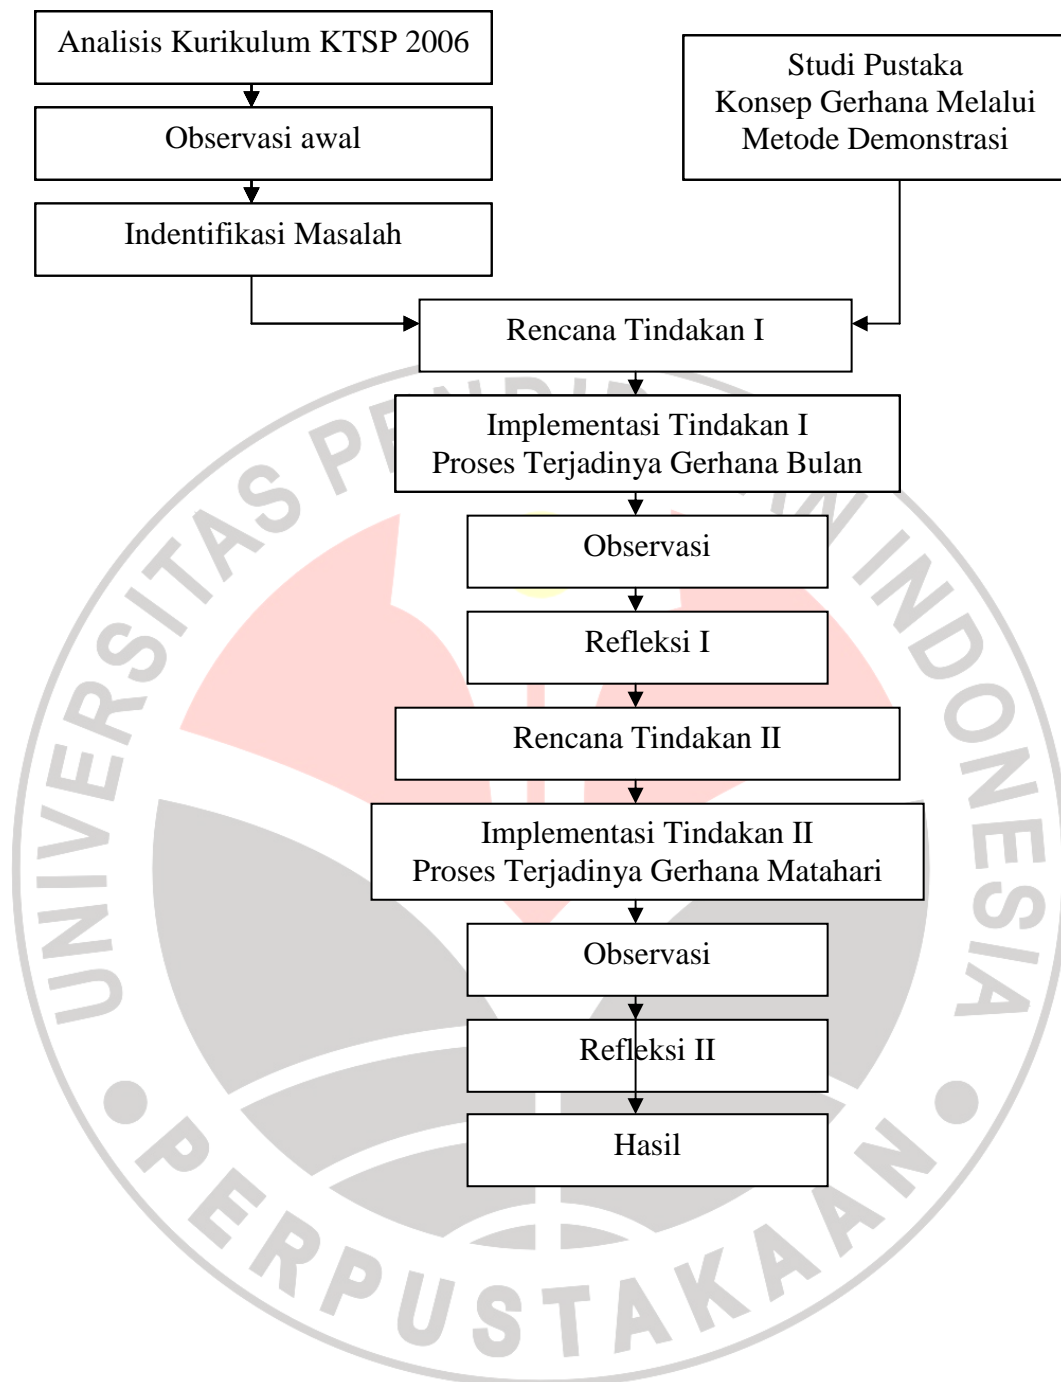 Analisis Kurikulum KTSP 2006
Observasi awal
Indentifikasi Masalah
Studi Pustaka
Konsep Gerhana Melalui
Metode Demonstrasi
Rencana Tindakan I
Implementasi Tindakan I
Proses Terjadinya Gerhana Bulan
Observasi
Refleksi I
Rencana Tindakan II
Implementasi Tindakan II
Proses Terjadinya Gerhana Matahari
Observasi
Refleksi II
Hasil
UNIVERSITAS PENDIDIKAN INDONESIA
PERPUSTAKAAN